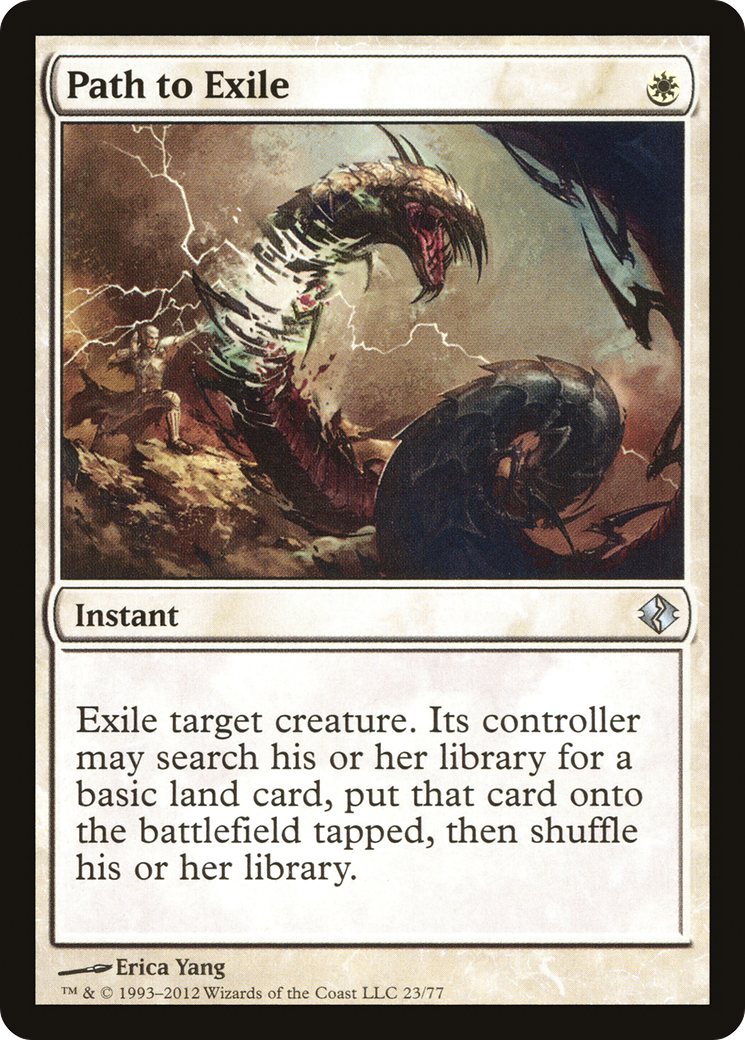 Path to Exile
Instant
Exile target creature. Its controller
may search his or her library for a
basic land card, put that card onto
the battlefield tapped, then shuffle
his or her library.
Erica Yang
™ & © 1993–2012 Wizards of the Coast LLC 23/77